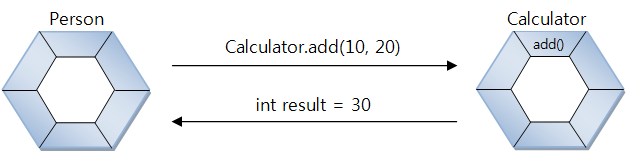 Person
Calculator
Calculator.add(10, 20)
add()
int result = 30